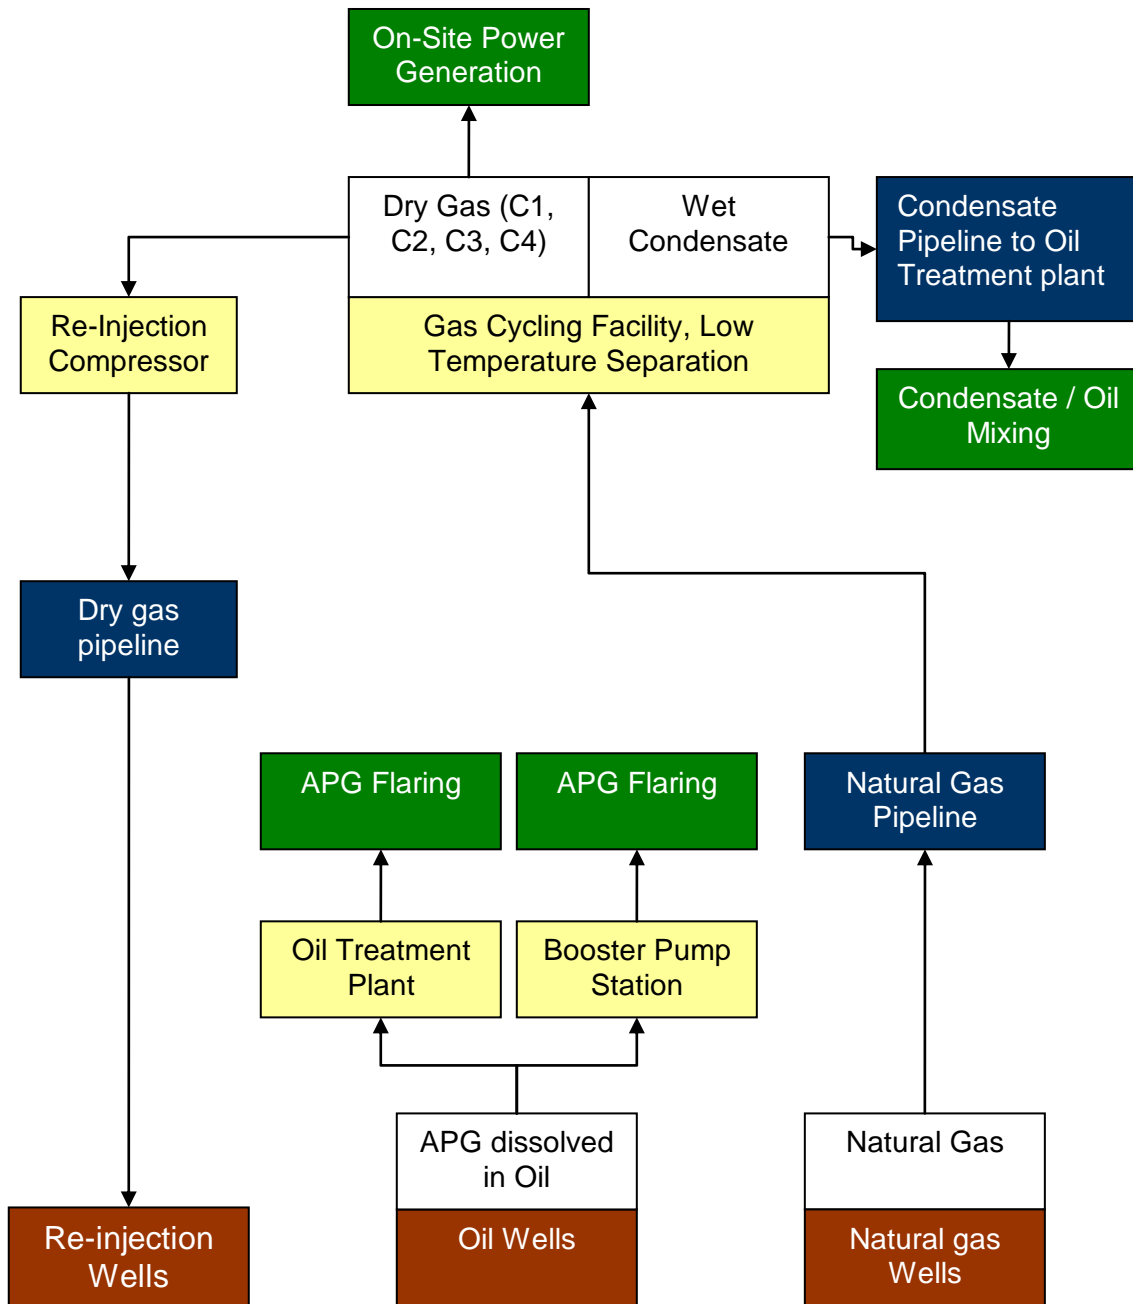 On-Site Power
Generation
Dry Gas (C1,
C2, C3, C4)
Wet
Condensate
Condensate
Pipeline to Oil
Treatment plant
Re-Injection
Compressor
Gas Cycling Facility, Low
Temperature Separation
Condensate / Oil
Mixing
Dry gas
pipeline
APG Flaring
APG Flaring
Natural Gas
Pipeline
Oil Treatment
Plant
Booster Pump
Station
APG dissolved
in Oil
Natural Gas
Re-injection
Wells
Oil Wells
Natural gas
Wells